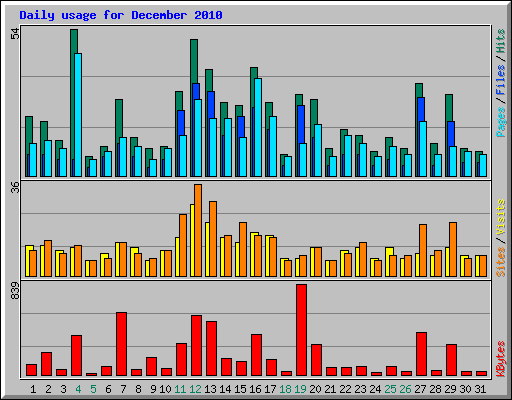 Daily usage for December 2010
54
Pages / Files / Hits
36
Sites / Visits
839
KBytes
1 2 3 4 5 6 7 8 9 10 11 12 13 14 15 16 17 18 19 20 21 22 23 24 25 26 27 28 29 30 31